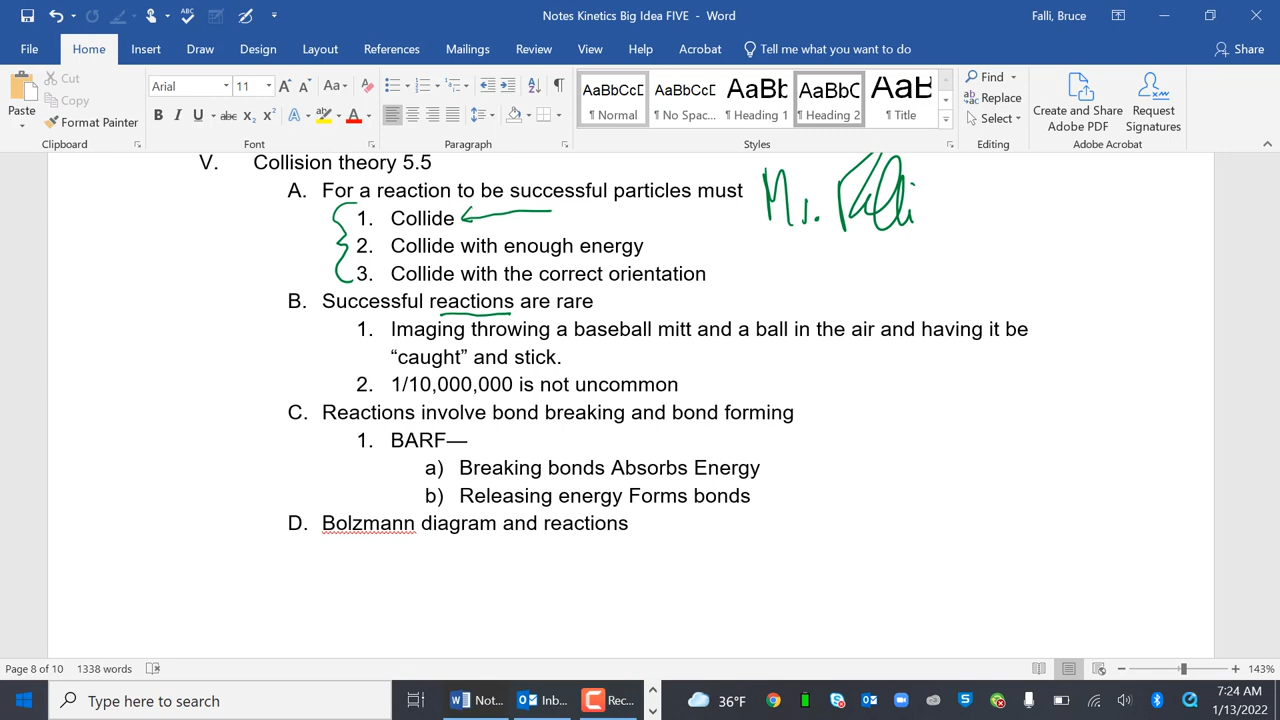 Notes Kinetics Big Idea FIVE - Word
Falli, Bruce
File Home Insert Draw Design Layout References Mailings Review View Help Acrobat Tell me what you want to do Share
Paste
Cut
Copy
Format Painter
Arial 11
Clipboard Font Paragraph
AaBbCcD ¶ Normal
AaBbCcD ¶ No Spac...
AaBb ¶ Heading 1
AaBbC ¶ Heading 2
AaB ¶ Title
Styles
Find
Replace
Select
Editing
Create and Share Adobe PDF
Request Signatures
Adobe Acrobat
V. Collision theory 5.5
A. For a reaction to be successful particles must
Mr. Falli
1. Collide
2. Collide with enough energy
3. Collide with the correct orientation
B. Successful reactions are rare
1. Imaging throwing a baseball mitt and a ball in the air and having it be
“caught” and stick.
2. 1/10,000,000 is not uncommon
C. Reactions involve bond breaking and bond forming
1. BARF—
a) Breaking bonds Absorbs Energy
b) Releasing energy Forms bonds
D. Bolzmann diagram and reactions
Page 8 of 10 1338 words 143%
Type here to search Not... Inb... Rec... 36°F 7:24 AM
1/13/2022